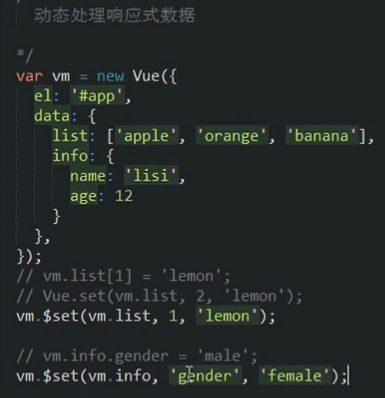 动态处理响应式数据
*/
var vm = new Vue({
  el: '#app',
  data: {
    list: ['apple', 'orange', 'banana'],
    info: {
      name: 'lisi',
      age: 12
    }
  },
});
// vm.list[1] = 'lemon';
// Vue.set(vm.list, 2, 'lemon');
vm.$set(vm.list, 1, 'lemon');
// vm.info.gender = 'male';
vm.$set(vm.info, 'gender', 'female');